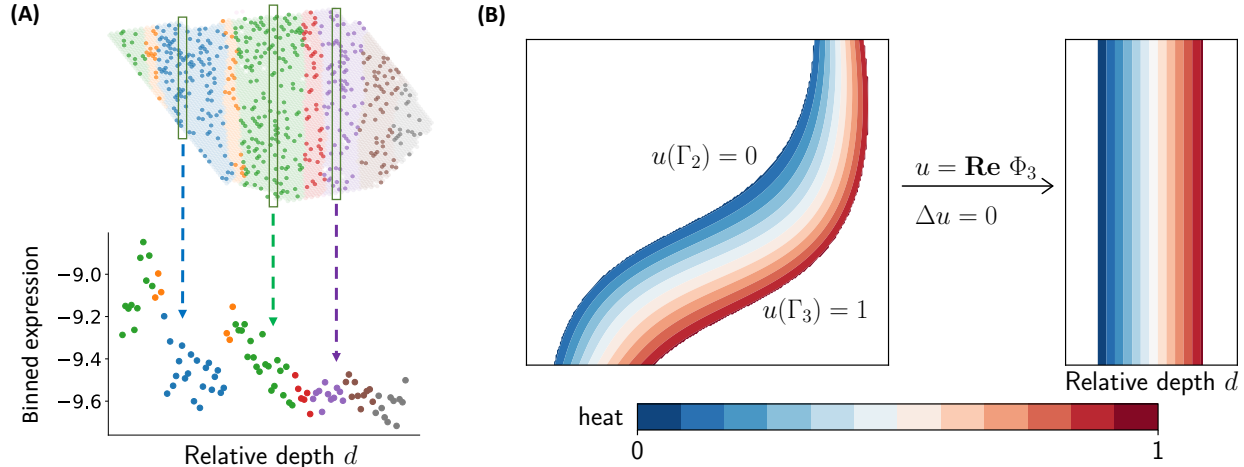 (A)
Binned expression
−9.0
−9.2
−9.4
−9.6
Relative depth d
(B)
u(Γ₂) = 0
u(Γ₃) = 1
u = Re Φ₃
Δu = 0
Relative depth d
heat
0
1